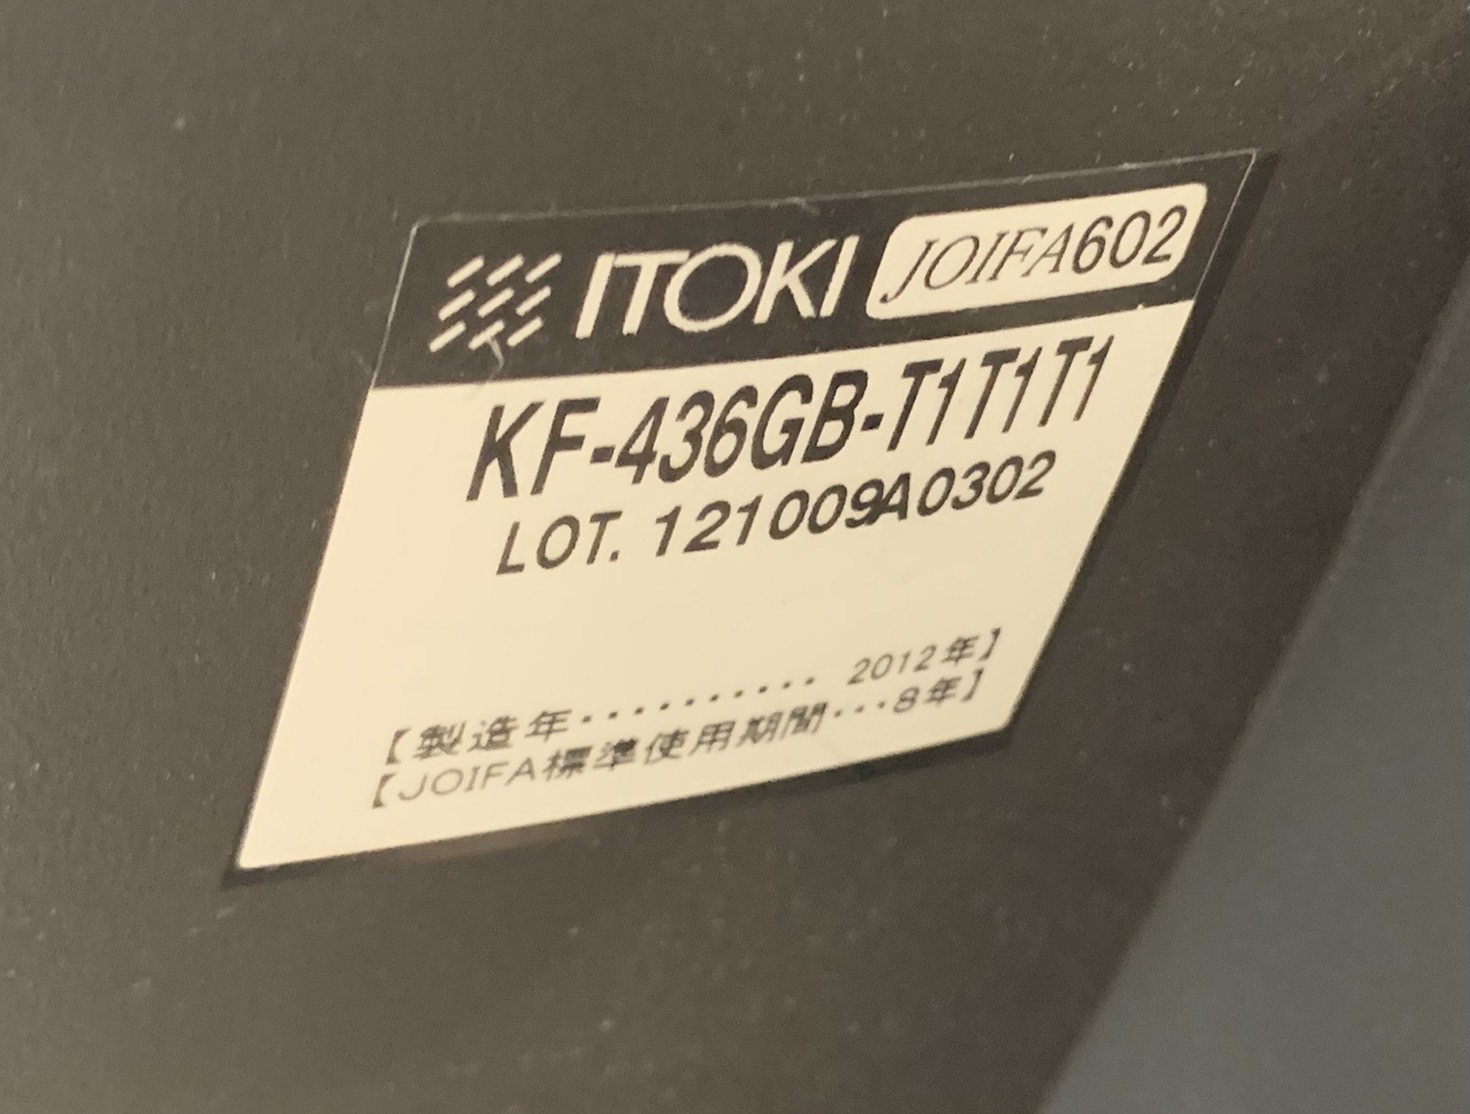 ITOKI JOIFA602
KF-436GB-T1T1T1
LOT. 121009A0302
【製造年・・・・・・・・・・ 2012年】
【JOIFA標準使用期間・・・8年】